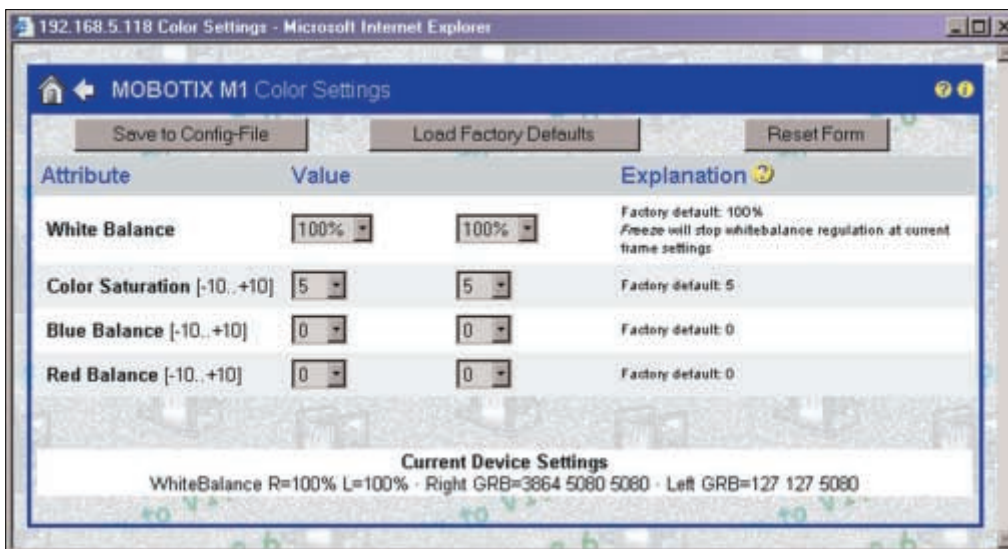 192.168.5.118 Color Settings - Microsoft Internet Explorer
MOBOTIX M1 Color Settings
Save to Config-File Load Factory Defaults Reset Form
Attribute Value Explanation
White Balance 100% 100% Factory default: 100%
Freeze will stop whitebalance regulation at current
frame settings
Color Saturation [-10..+10] 5 5 Factory default: 5
Blue Balance [-10..+10] 0 0 Factory default: 0
Red Balance [-10..+10] 0 0 Factory default: 0
Current Device Settings
WhiteBalance R=100% L=100% · Right GRB=3864 5080 5080 · Left GRB=127 127 5080